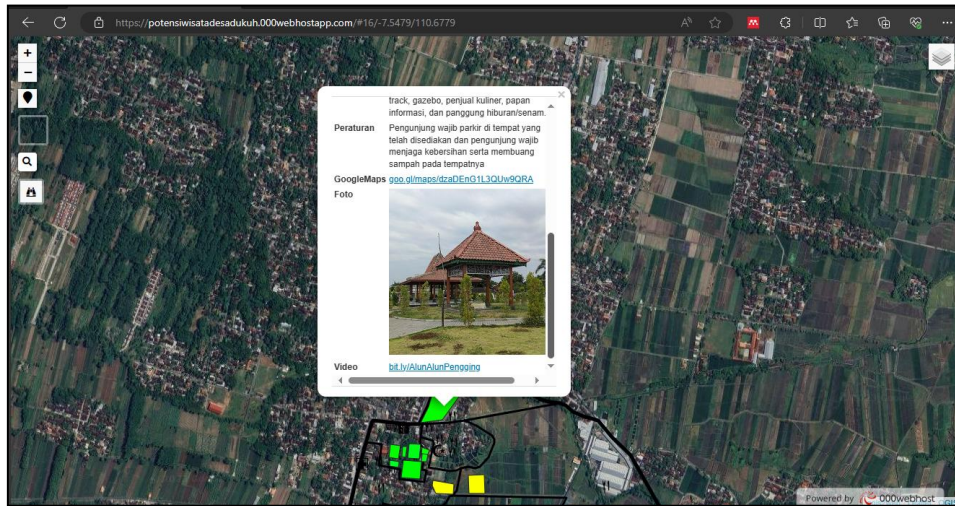 https://potensiwisatadesadukuh.000webhostapp.com/#16/-7.5479/110.6779
+
−
track, gazebo, penjual kuliner, papan
informasi, dan panggung hiburan/senam.
Peraturan Pengunjung wajib parkir di tempat yang
telah disediakan dan pengunjung wajib
menjaga kebersihan serta membuang
sampah pada tempatnya
GoogleMaps goo.gl/maps/dzaDEnG1L3QUw9QRA
Foto
Video bit.ly/AlunAlunPengging
Powered by 000webhost